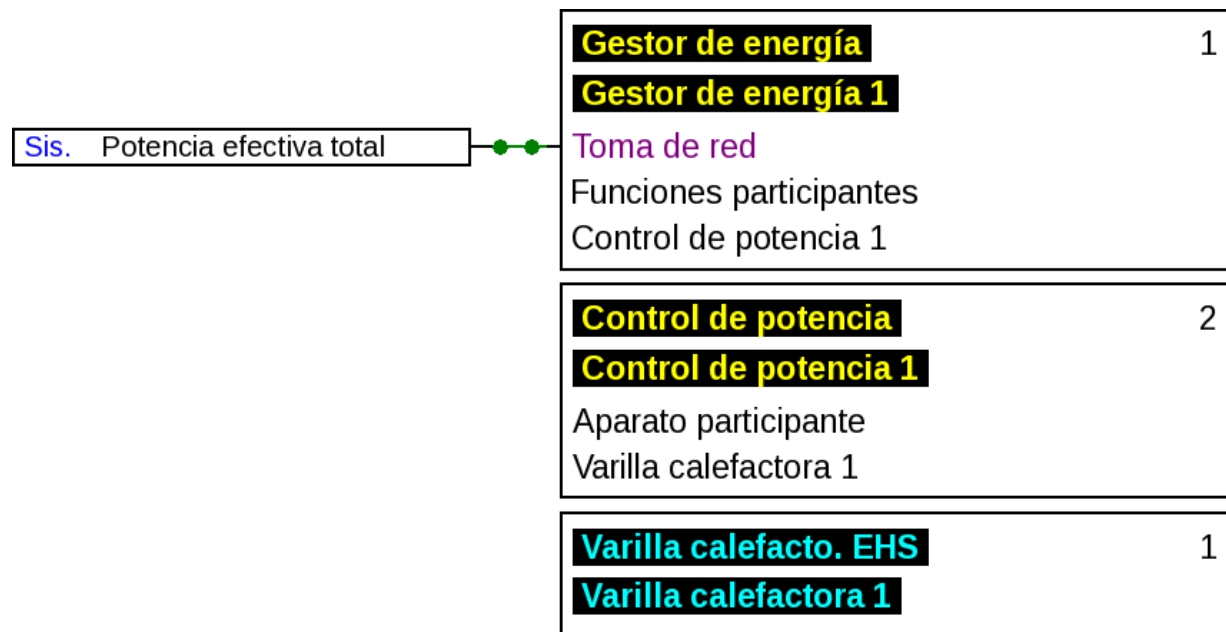 Gestor de energía 1
Gestor de energía 1
Sis. Potencia efectiva total
Toma de red
Funciones participantes
Control de potencia 1
Control de potencia 2
Control de potencia 1
Aparato participante
Varilla calefactora 1
Varilla calefacto. EHS 1
Varilla calefactora 1